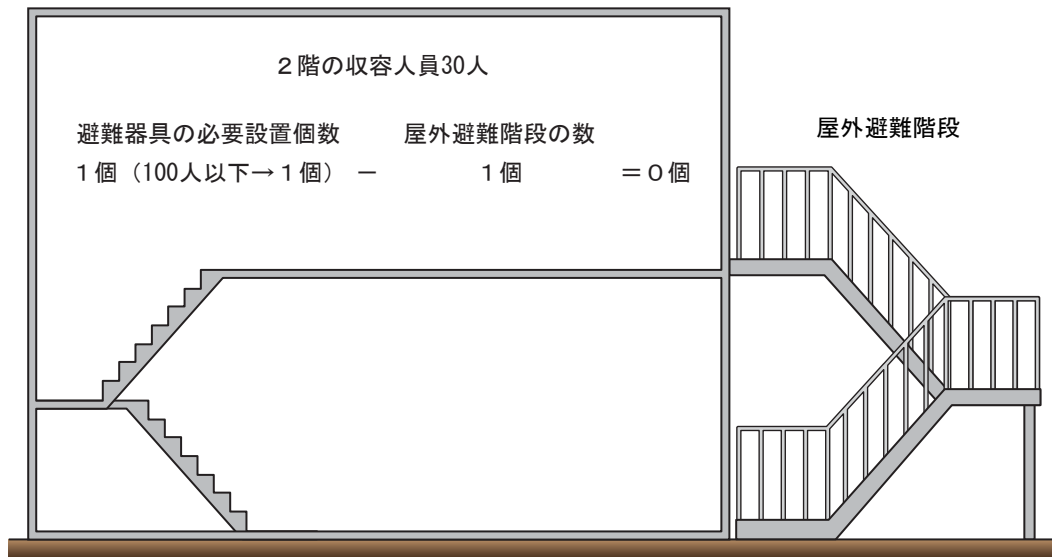 ２階の収容人員30人
避難器具の必要設置個数　屋外避難階段の数
１個（100人以下→１個）－　１個　＝０個
屋外避難階段